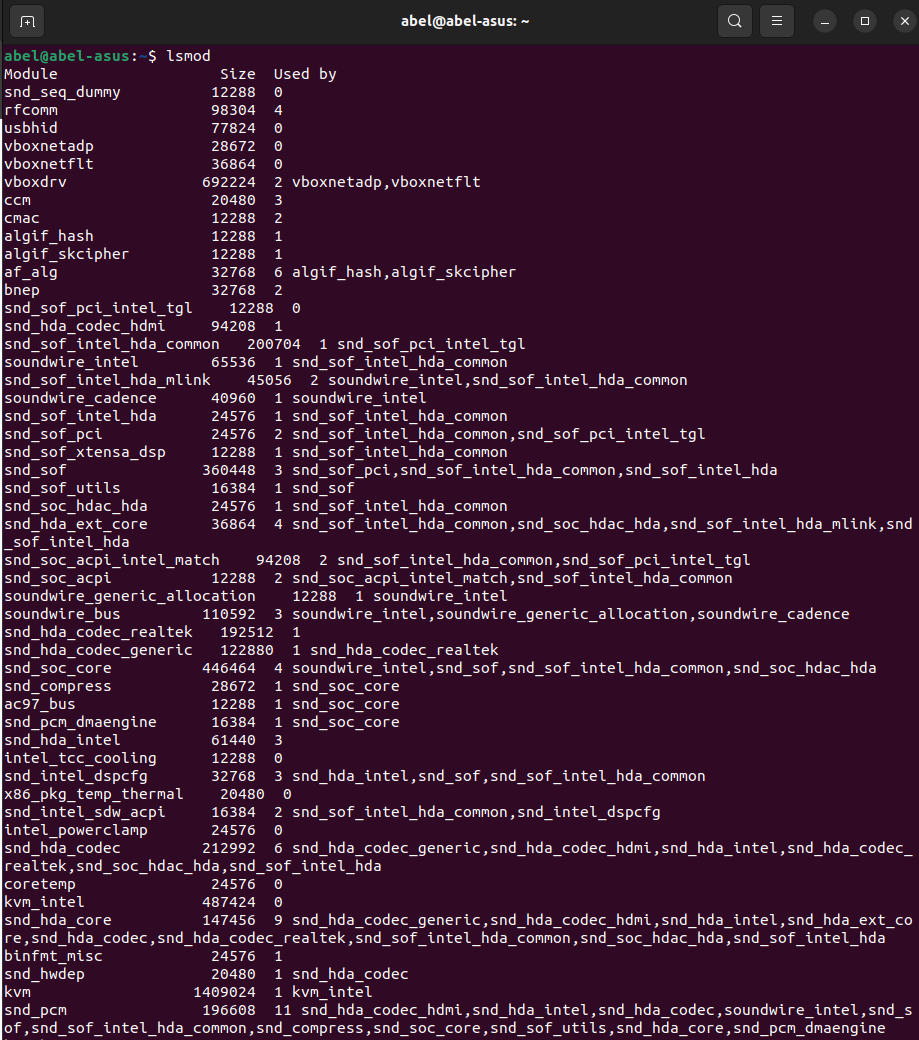 abel@abel-asus: ~
abel@abel-asus:~$ lsmod
Module                  Size  Used by
snd_seq_dummy          12288  0
rfcomm                 98304  4
usbhid                 77824  0
vboxnetadp             28672  0
vboxnetflt             36864  0
vboxdrv               692224  2 vboxnetadp,vboxnetflt
ccm                    20480  3
cmac                   12288  2
algif_hash             12288  1
algif_skcipher         12288  1
af_alg                 32768  6 algif_hash,algif_skcipher
bnep                   32768  2
snd_sof_pci_intel_tgl    12288  0
snd_hda_codec_hdmi     94208  1
snd_sof_intel_hda_common   200704  1 snd_sof_pci_intel_tgl
soundwire_intel        65536  1 snd_sof_intel_hda_common
snd_sof_intel_hda_mlink    45056  2 soundwire_intel,snd_sof_intel_hda_common
soundwire_cadence      40960  1 soundwire_intel
snd_sof_intel_hda      24576  1 snd_sof_intel_hda_common
snd_sof_pci            24576  2 snd_sof_intel_hda_common,snd_sof_pci_intel_tgl
snd_sof_xtensa_dsp     12288  1 snd_sof_intel_hda_common
snd_sof               360448  3 snd_sof_pci,snd_sof_intel_hda_common,snd_sof_intel_hda
snd_sof_utils          16384  1 snd_sof
snd_soc_hdac_hda       24576  1 snd_sof_intel_hda_common
snd_hda_ext_core       36864  4 snd_sof_intel_hda_common,snd_soc_hdac_hda,snd_sof_intel_hda_mlink,snd
_sof_intel_hda
snd_soc_acpi_intel_match    94208  2 snd_sof_intel_hda_common,snd_sof_pci_intel_tgl
snd_soc_acpi           12288  2 snd_soc_acpi_intel_match,snd_sof_intel_hda_common
soundwire_generic_allocation    12288  1 soundwire_intel
soundwire_bus         110592  3 soundwire_intel,soundwire_generic_allocation,soundwire_cadence
snd_hda_codec_realtek   192512  1
snd_hda_codec_generic   122880  1 snd_hda_codec_realtek
snd_soc_core          446464  4 soundwire_intel,snd_sof,snd_sof_intel_hda_common,snd_soc_hdac_hda
snd_compress           28672  1 snd_soc_core
ac97_bus               12288  1 snd_soc_core
snd_pcm_dmaengine      16384  1 snd_soc_core
snd_hda_intel          61440  3
intel_tcc_cooling      12288  0
snd_intel_dspcfg       32768  3 snd_hda_intel,snd_sof,snd_sof_intel_hda_common
x86_pkg_temp_thermal    20480  0
snd_intel_sdw_acpi     16384  2 snd_sof_intel_hda_common,snd_intel_dspcfg
intel_powerclamp       24576  0
snd_hda_codec         212992  6 snd_hda_codec_generic,snd_hda_codec_hdmi,snd_hda_intel,snd_hda_codec_
realtek,snd_soc_hdac_hda,snd_sof_intel_hda
coretemp               24576  0
kvm_intel             487424  0
snd_hda_core          147456  9 snd_hda_codec_generic,snd_hda_codec_hdmi,snd_hda_intel,snd_hda_ext_co
re,snd_hda_codec,snd_hda_codec_realtek,snd_sof_intel_hda_common,snd_soc_hdac_hda,snd_sof_intel_hda
binfmt_misc            24576  1
snd_hwdep              20480  1 snd_hda_codec
kvm                  1409024  1 kvm_intel
snd_pcm               196608  11 snd_hda_codec_hdmi,snd_hda_intel,snd_hda_codec,soundwire_intel,snd_s
of,snd_sof_intel_hda_common,snd_compress,snd_soc_core,snd_sof_utils,snd_hda_core,snd_pcm_dmaengine